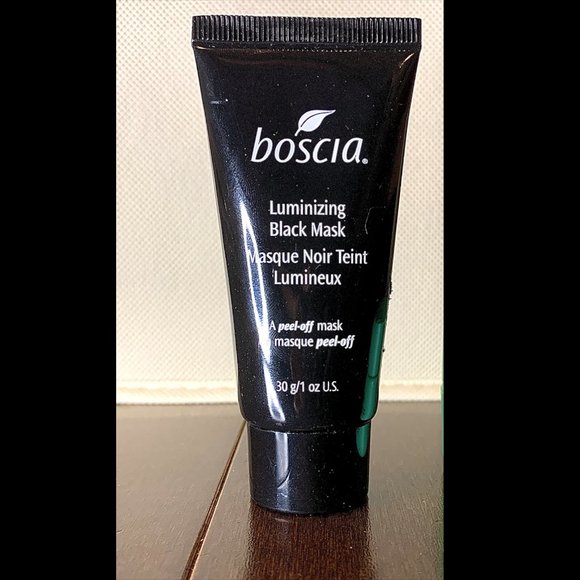 boscia®
Luminizing
Black Mask
Masque Noir Teint
Lumineux
A peel-off mask
masque peel-off
30 g/1 oz U.S.